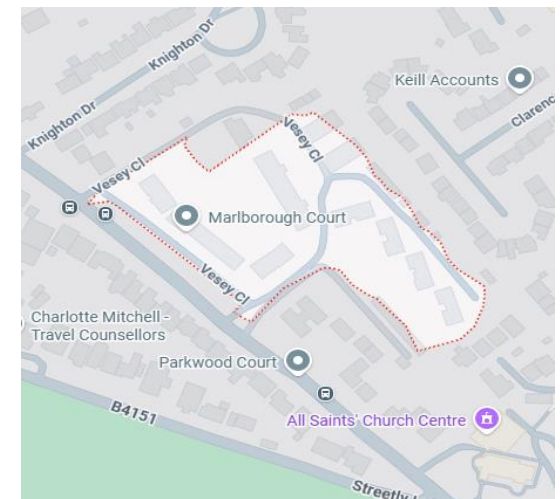 Knighton Dr
Keill Accounts
Knighton Dr
Vesey Cl
Clarenc
Vesey Cl
Marlborough Court
Vesey Cl
Charlotte Mitchell -
Travel Counsellors
Parkwood Court
B4151
All Saints' Church Centre
Streetly